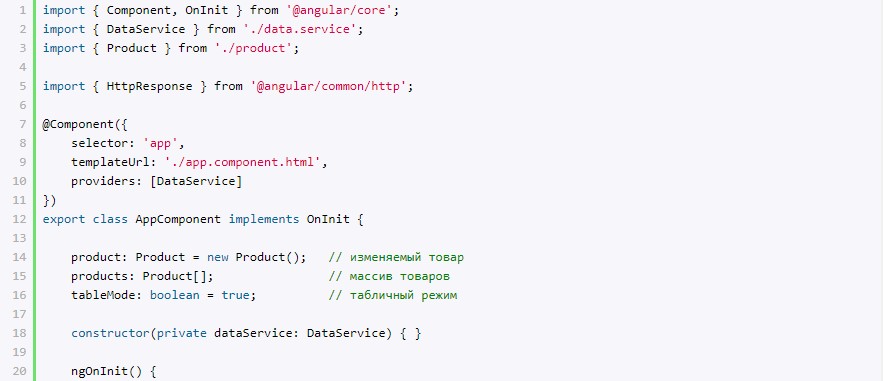 1 import { Component, OnInit } from '@angular/core';
2 import { DataService } from './data.service';
3 import { Product } from './product';
4
5 import { HttpResponse } from '@angular/common/http';
6
7 @Component({
8     selector: 'app',
9     templateUrl: './app.component.html',
10     providers: [DataService]
11 })
12 export class AppComponent implements OnInit {
13
14     product: Product = new Product();   // изменяемый товар
15     products: Product[];                // массив товаров
16     tableMode: boolean = true;          // табличный режим
17
18     constructor(private dataService: DataService) { }
19
20     ngOnInit() {